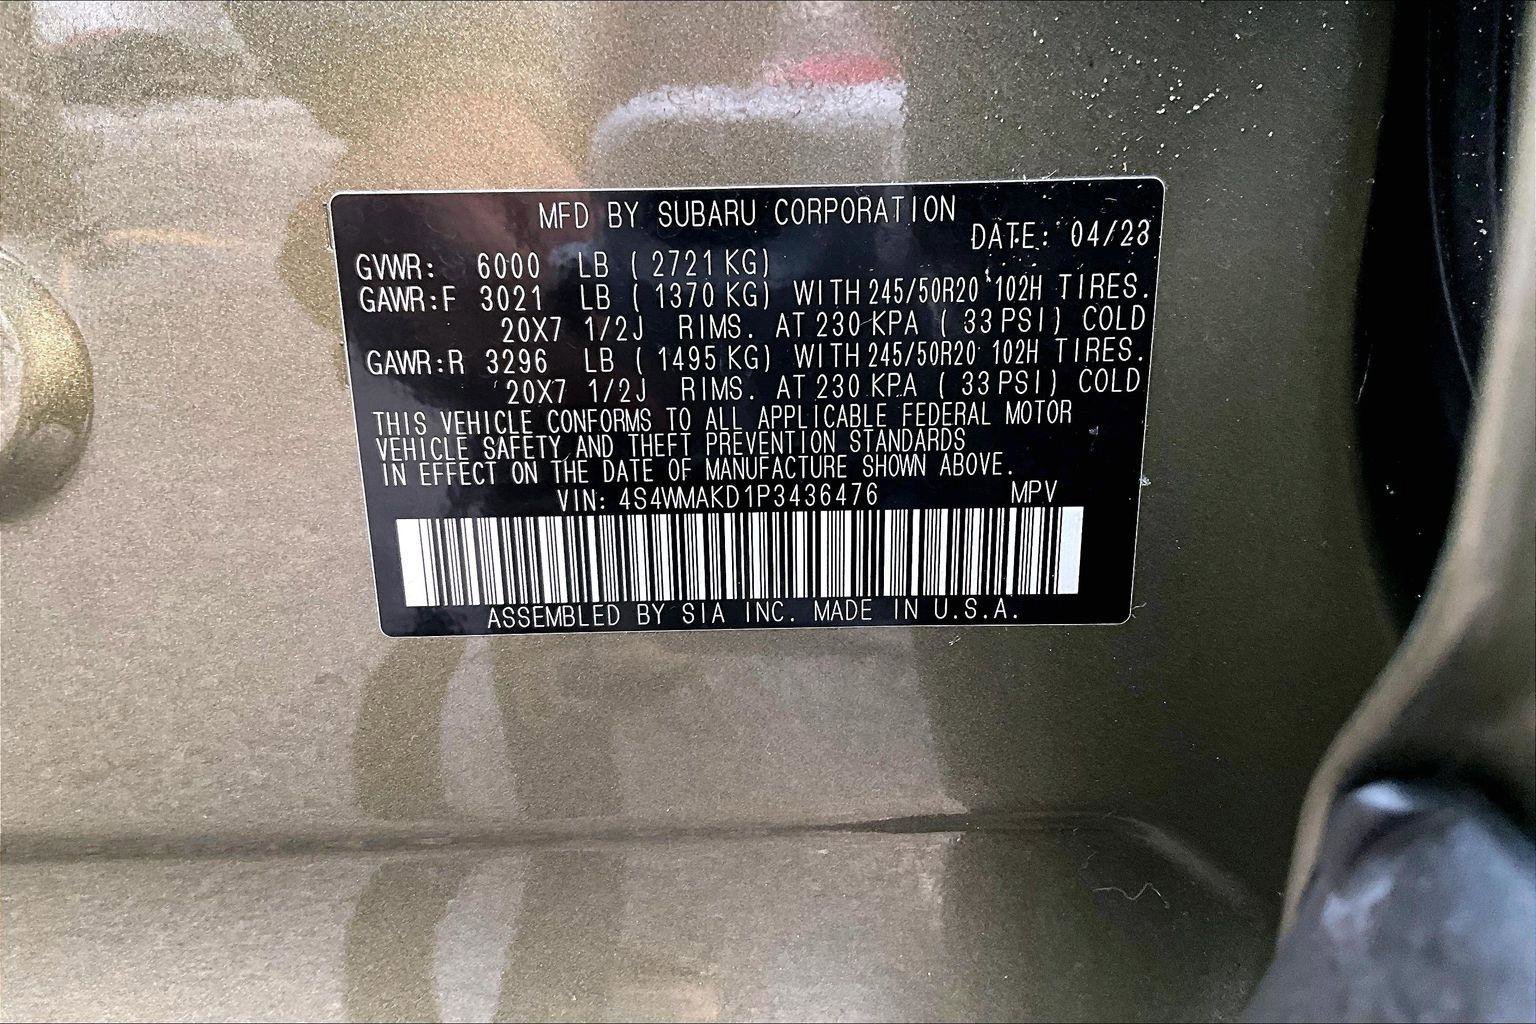 MFD BY SUBARU CORPORATION
DATE: 04/23
GVWR: 6000 LB ( 2721 KG)
GAWR:F 3021 LB ( 1370 KG) WITH 245/50R20 102H TIRES.
20X7 1/2J RIMS. AT 230 KPA ( 33 PSI) COLD
GAWR:R 3296 LB ( 1495 KG) WITH 245/50R20 102H TIRES.
20X7 1/2J RIMS. AT 230 KPA ( 33 PSI) COLD
THIS VEHICLE CONFORMS TO ALL APPLICABLE FEDERAL MOTOR
VEHICLE SAFETY AND THEFT PREVENTION STANDARDS
IN EFFECT ON THE DATE OF MANUFACTURE SHOWN ABOVE.
VIN: 4S4WMAKD1P3436476 MPV
ASSEMBLED BY SIA INC. MADE IN U.S.A.